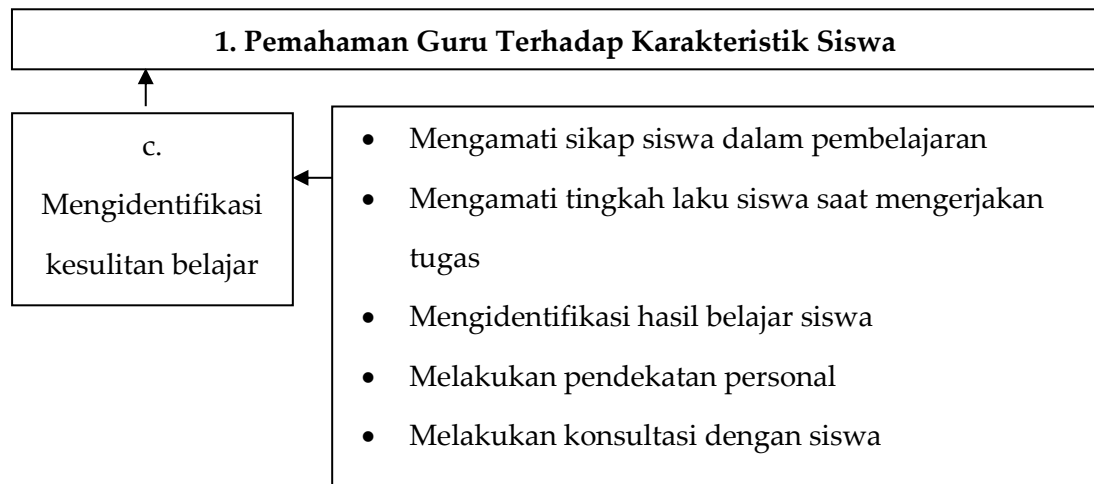 1. Pemahaman Guru Terhadap Karakteristik Siswa
c.
Mengidentifikasi
kesulitan belajar
• Mengamati sikap siswa dalam pembelajaran
• Mengamati tingkah laku siswa saat mengerjakan
tugas
• Mengidentifikasi hasil belajar siswa
• Melakukan pendekatan personal
• Melakukan konsultasi dengan siswa